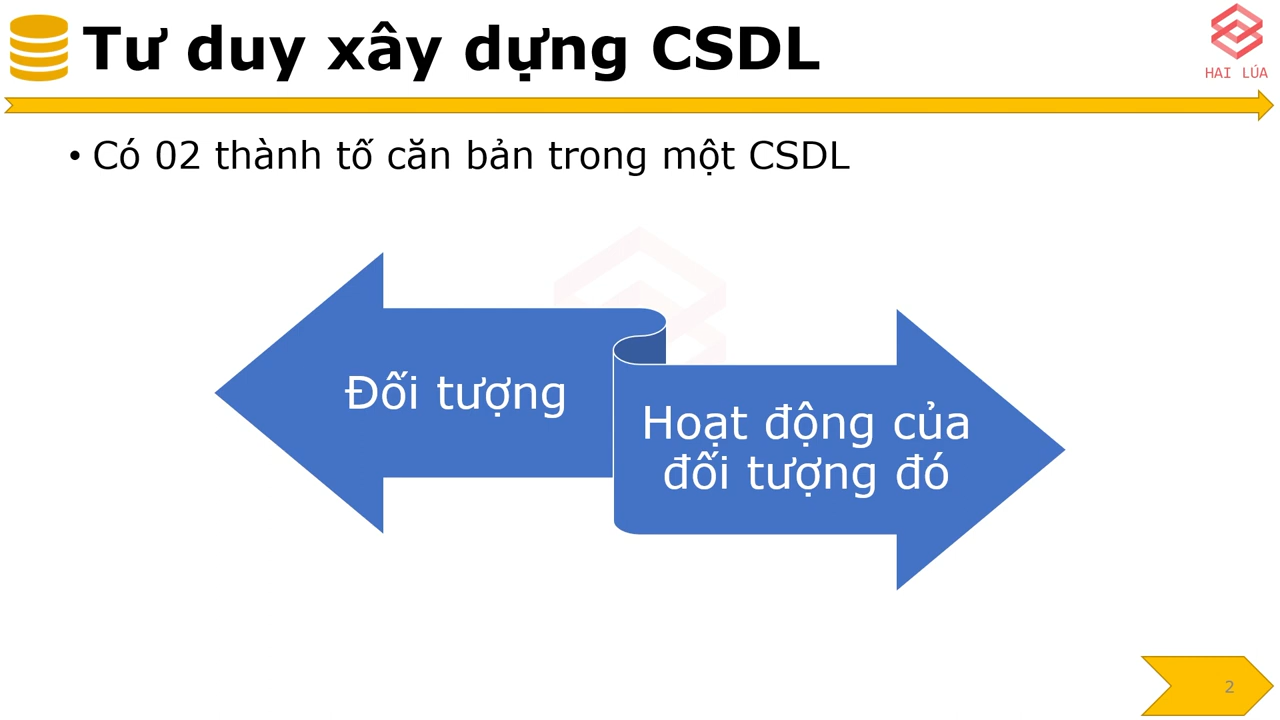 Tư duy xây dựng CSDL
HAI LÚA
• Có 02 thành tố căn bản trong một CSDL
Đối tượng
Hoạt động của
đối tượng đó
2